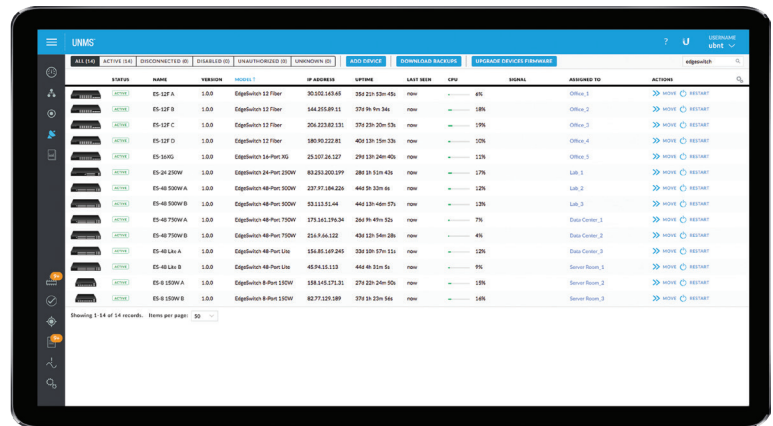 UNMS
?
USERNAME
ubnt
ALL (14) ACTIVE (14) DISCONNECTED (0) DISABLED (0) UNAUTHORIZED (0) UNKNOWN (0) ADD DEVICE DOWNLOAD BACKUPS UPGRADE DEVICES FIRMWARE edgeswitch
STATUS NAME VERSION MODEL↑ IP ADDRESS UPTIME LAST SEEN CPU SIGNAL ASSIGNED TO ACTIONS
ACTIVE ES-12F A 1.0.0 EdgeSwitch 12 Fiber 30.102.163.65 35d 21h 53m 45s now 6% Office_1 MOVE RESTART
ACTIVE ES-12F B 1.0.0 EdgeSwitch 12 Fiber 144.255.89.11 37d 9h 9m 34s now 18% Office_2 MOVE RESTART
ACTIVE ES-12F C 1.0.0 EdgeSwitch 12 Fiber 206.223.82.131 37d 23h 20m 53s now 19% Office_3 MOVE RESTART
ACTIVE ES-12F D 1.0.0 EdgeSwitch 12 Fiber 180.90.222.81 40d 13h 15m 33s now 10% Office_4 MOVE RESTART
ACTIVE ES-16XG 1.0.0 EdgeSwitch 16-Port XG 25.107.26.127 29d 13h 24m 40s now 11% Office_5 MOVE RESTART
ACTIVE ES-24 250W 1.0.0 EdgeSwitch 24-Port 250W 83.253.200.199 28d 1h 51m 43s now 17% Lab_1 MOVE RESTART
ACTIVE ES-48 500W A 1.0.0 EdgeSwitch 48-Port 500W 237.97.184.226 44d 5h 33m 6s now 12% Lab_2 MOVE RESTART
ACTIVE ES-48 500W B 1.0.0 EdgeSwitch 48-Port 500W 53.113.51.44 44d 13h 46m 57s now 13% Lab_3 MOVE RESTART
ACTIVE ES-48 750W A 1.0.0 EdgeSwitch 48-Port 750W 175.161.196.34 26d 9h 49m 52s now 7% Data Center_1 MOVE RESTART
ACTIVE ES-48 750W B 1.0.0 EdgeSwitch 48-Port 750W 216.9.66.122 43d 12h 54m 28s now 4% Data Center_2 MOVE RESTART
ACTIVE ES-48 Lite A 1.0.0 EdgeSwitch 48-Port Lite 156.85.169.245 33d 10h 57m 11s now 12% Data Center_3 MOVE RESTART
ACTIVE ES-48 Lite B 1.0.0 EdgeSwitch 48-Port Lite 45.94.15.113 44d 4h 31m 5s now 9% Server Room_1 MOVE RESTART
ACTIVE ES-8 150W A 1.0.0 EdgeSwitch 8-Port 150W 158.145.171.31 27d 22h 24m 50s now 15% Server Room_2 MOVE RESTART
ACTIVE ES-8 150W B 1.0.0 EdgeSwitch 8-Port 150W 82.77.129.189 37d 1h 23m 56s now 16% Server Room_3 MOVE RESTART
Showing 1-14 of 14 records. Items per page: 50
9+
9+